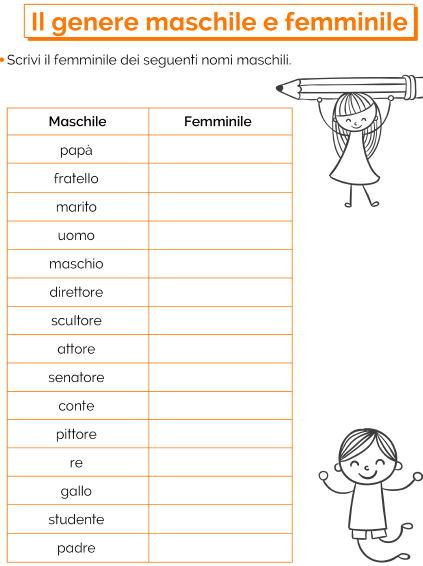 Il genere maschile e femminile
• Scrivi il femminile dei seguenti nomi maschili.
Maschile Femminile
papà
fratello
marito
uomo
maschio
direttore
scultore
attore
senatore
conte
pittore
re
gallo
studente
padre